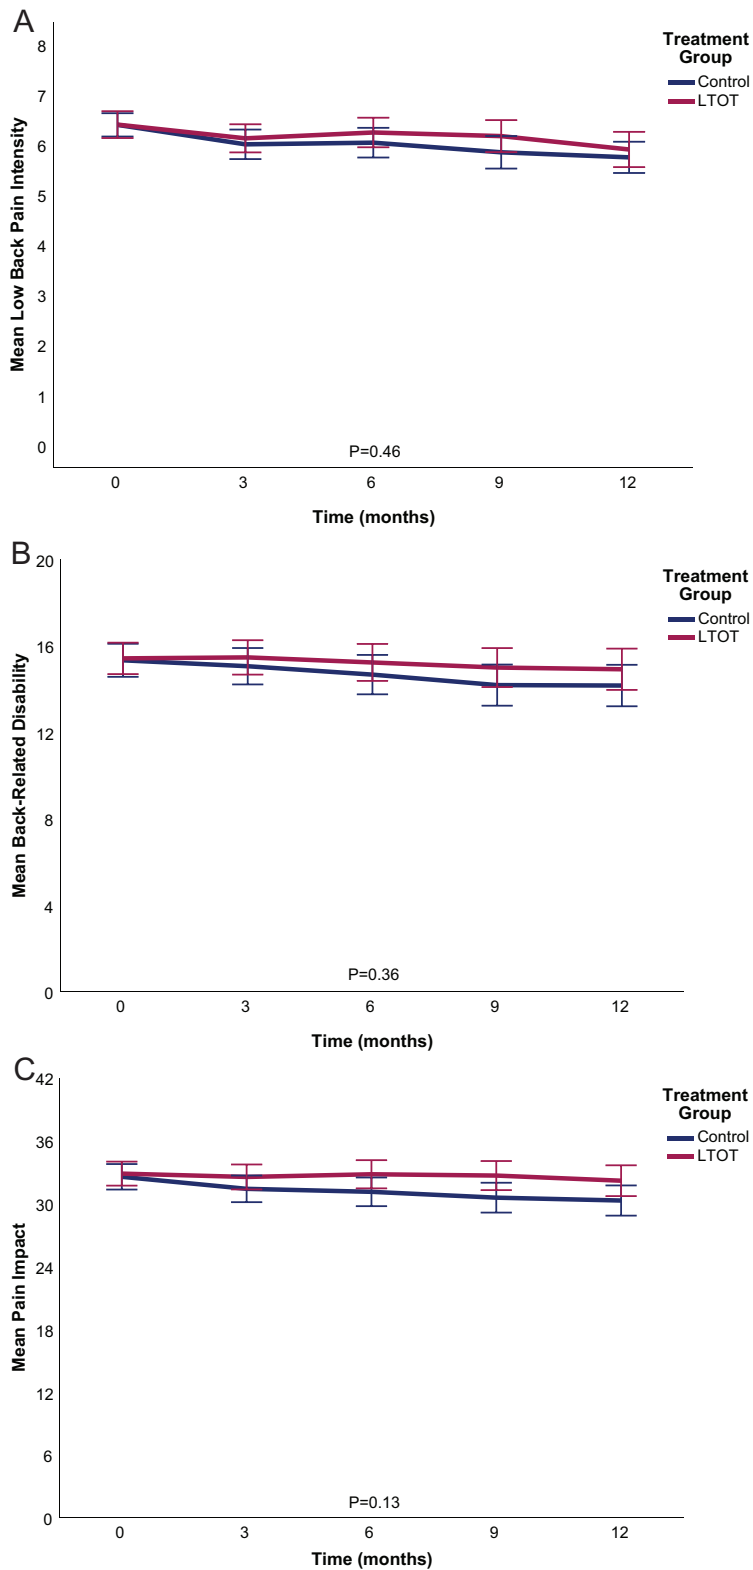 A
Treatment
Group
Control
LTOT
Mean Low Back Pain Intensity
8
7
6
5
4
3
2
1
0
P=0.46
0 3 6 9 12
Time (months)
B
Treatment
Group
Control
LTOT
Mean Back-Related Disability
20
16
12
8
4
0
P=0.36
0 3 6 9 12
Time (months)
C
Treatment
Group
Control
LTOT
Mean Pain Impact
42
36
30
24
18
12
6
0
P=0.13
0 3 6 9 12
Time (months)